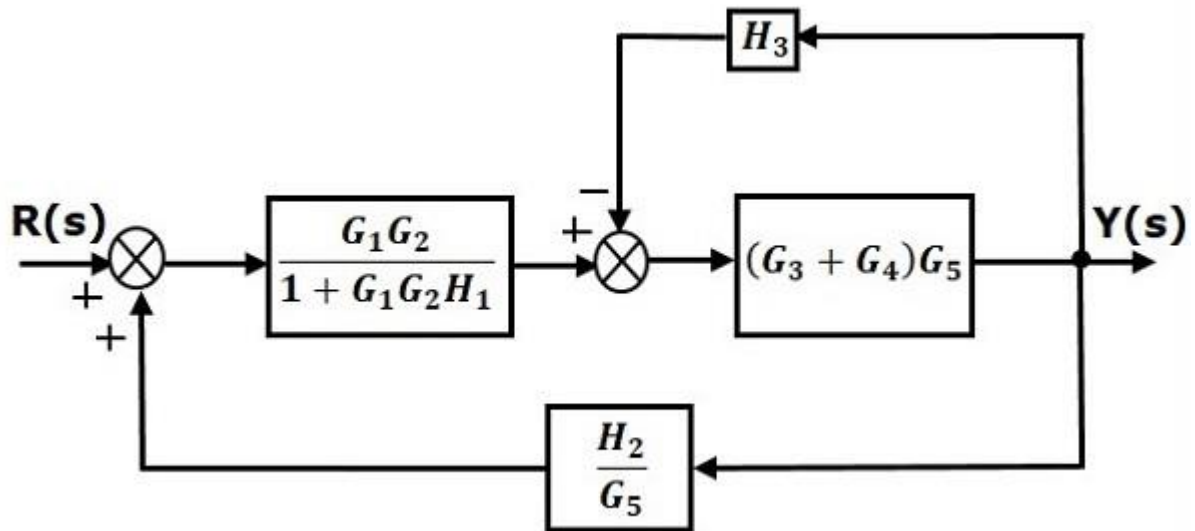 H₃
−
R(s)
+
+
G₁G₂
1 + G₁G₂H₁
+
(G₃ + G₄)G₅
Y(s)
H₂
G₅